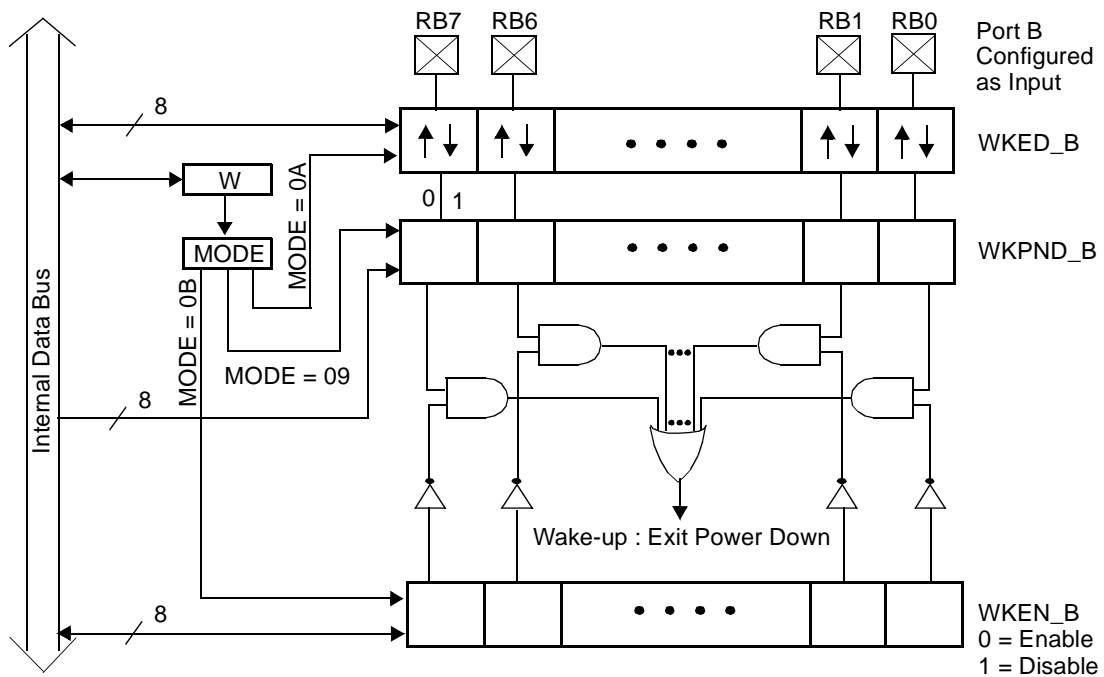 RB7
RB6
RB1
RB0
Port B
Configured
as Input
8
WKED_B
W
MODE = 0A
0
1
MODE
WKPND_B
MODE = 0B
MODE = 09
Internal Data Bus
8
Wake-up : Exit Power Down
8
WKEN_B
0 = Enable
1 = Disable